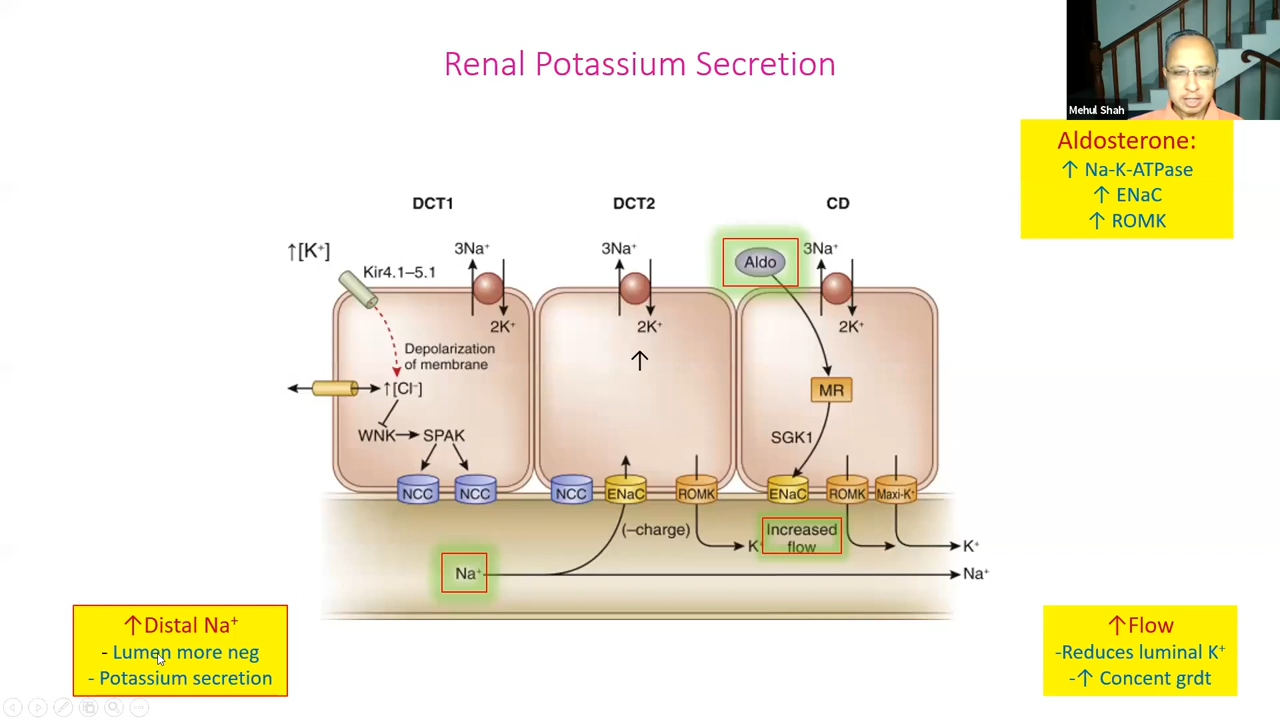 Renal Potassium Secretion
Mehul Shah
Aldosterone:
↑ Na-K-ATPase
↑ ENaC
↑ ROMK
DCT1
DCT2
CD
↑[K⁺]
Kir4.1–5.1
3Na⁺
2K⁺
Depolarization
of membrane
↑[Cl⁻]
WNK
SPAK
NCC
NCC
3Na⁺
2K⁺
↑
NCC
ENaC
ROMK
Aldo
3Na⁺
2K⁺
MR
SGK1
ENaC
ROMK
Maxi-K⁺
(–charge)
K⁺
Increased
flow
K⁺
Na⁺
Na⁺
↑Distal Na⁺
- Lumen more neg
- Potassium secretion
↑Flow
-Reduces luminal K⁺
-↑ Concent grdt